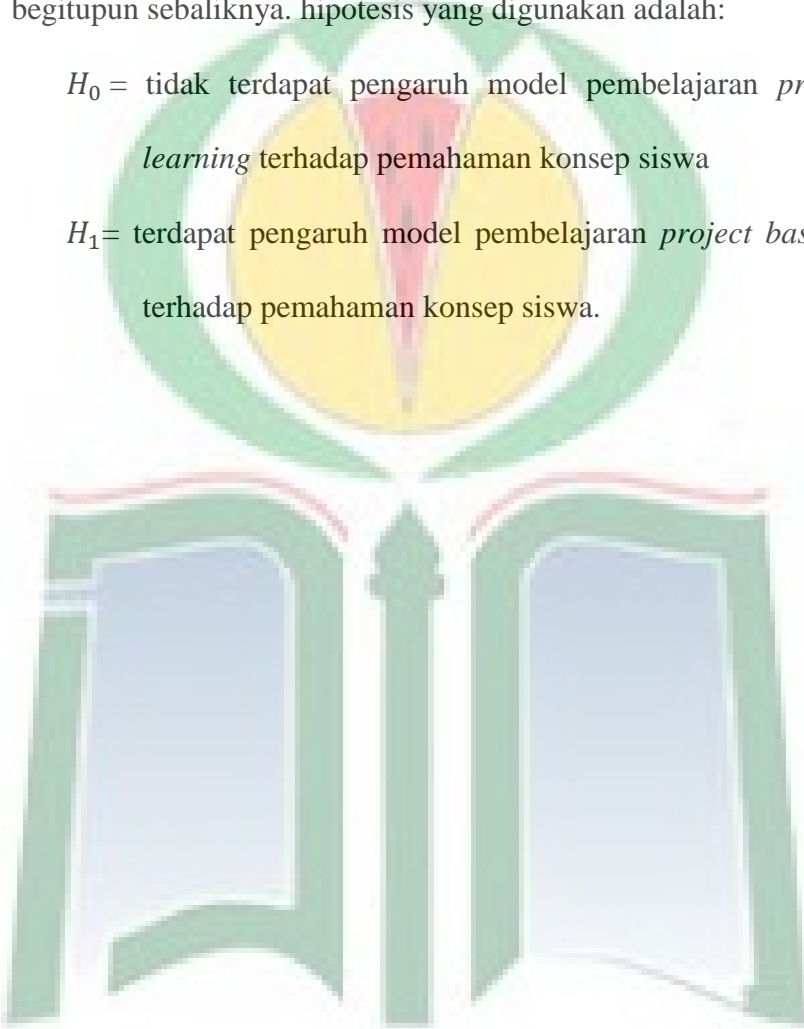 begitupun sebaliknya. hipotesis yang digunakan adalah:
H₀ = tidak terdapat pengaruh model pembelajaran pr
learning terhadap pemahaman konsep siswa
H₁= terdapat pengaruh model pembelajaran project bas
terhadap pemahaman konsep siswa.